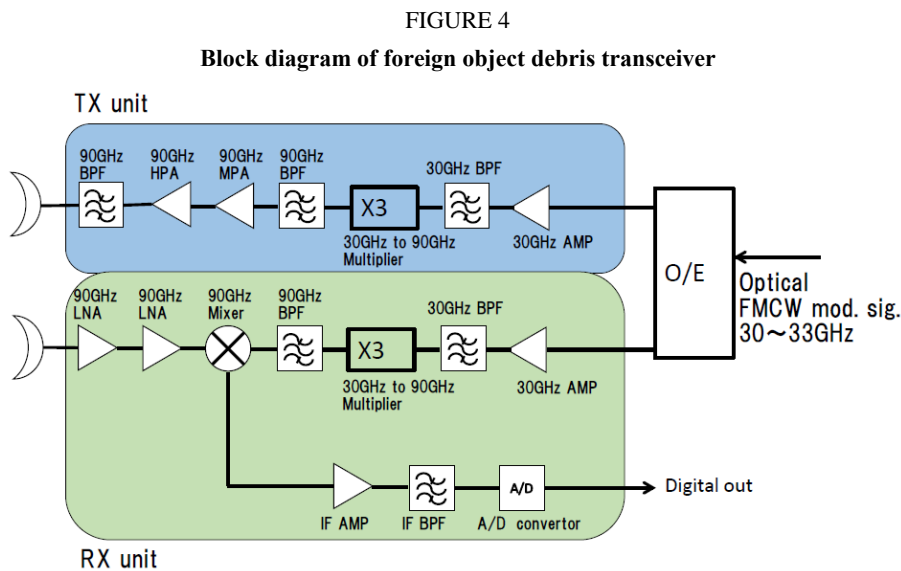 FIGURE 4
Block diagram of foreign object debris transceiver
TX unit
90GHz
BPF
90GHz
HPA
90GHz
MPA
90GHz
BPF
X3
30GHz to 90GHz
Multiplier
30GHz BPF
30GHz AMP
O/E
Optical
FMCW mod. sig.
30~33GHz
90GHz
LNA
90GHz
LNA
90GHz
Mixer
90GHz
BPF
X3
30GHz to 90GHz
Multiplier
30GHz BPF
30GHz AMP
IF AMP
IF BPF
A/D
A/D convertor
Digital out
RX unit